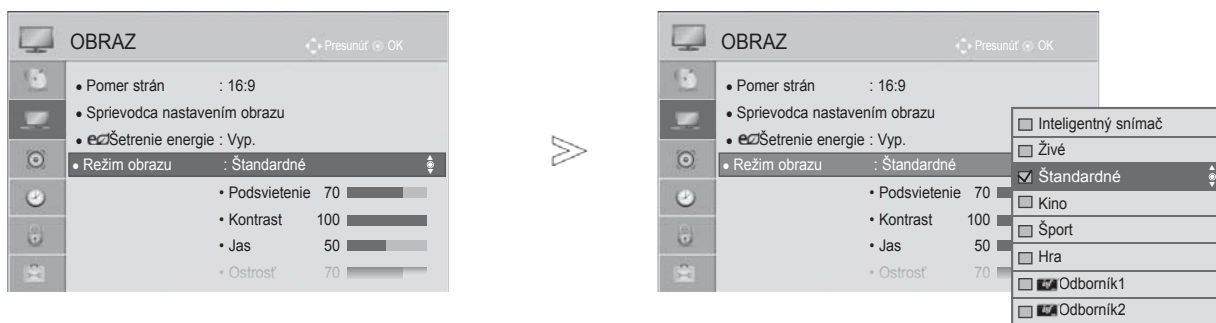 OBRAZ Presunúť OK
• Pomer strán : 16:9
• Sprievodca nastavením obrazu
• Šetrenie energie : Vyp.
• Režim obrazu : Štandardné
• Podsvietenie 70
• Kontrast 100
• Jas 50
• Ostrosť 70
OBRAZ Presunúť OK
• Pomer strán : 16:9
• Sprievodca nastavením obrazu
• Šetrenie energie : Vyp.
• Režim obrazu : Štandardné
• Podsvietenie 70
• Kontrast 100
• Jas 50
• Ostrosť 70
Inteligentný snímač
Živé
Štandardné
Kino
Šport
Hra
Odborník1
Odborník2